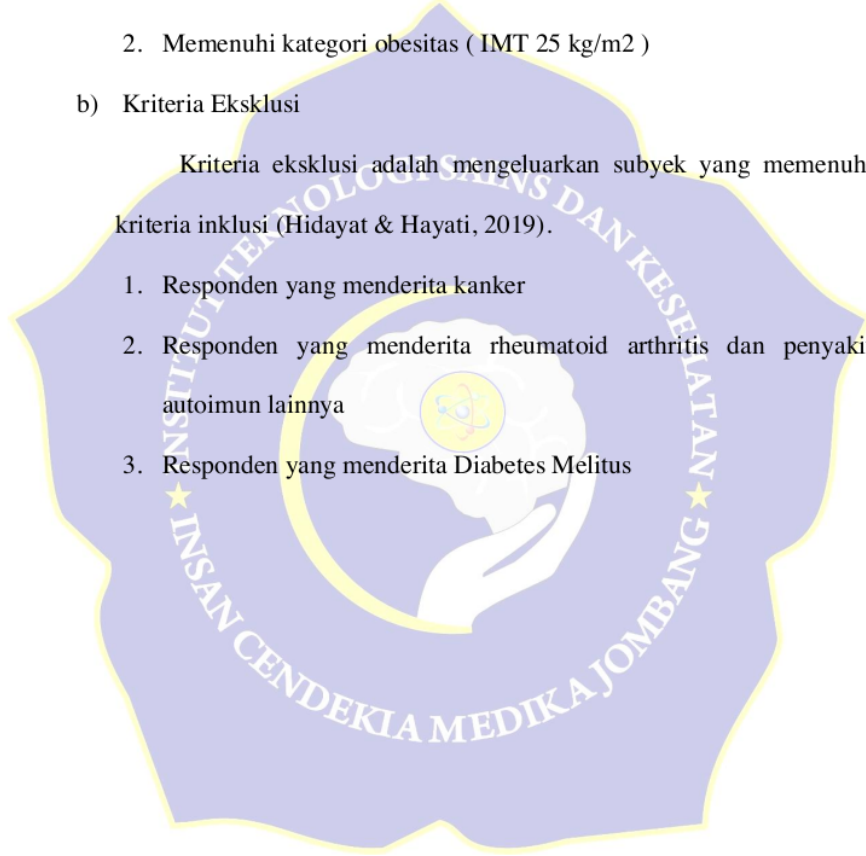 2. Memenuhi kategori obesitas ( IMT 25 kg/m2 )
b) Kriteria Eksklusi
Kriteria eksklusi adalah mengeluarkan subyek yang memenuh
kriteria inklusi (Hidayat & Hayati, 2019).
1. Responden yang menderita kanker
2. Responden yang menderita rheumatoid arthritis dan penyaki
autoimun lainnya
3. Responden yang menderita Diabetes Melitus
INSTITUT TEKNOLOGI SAINS DAN KESEHATAN
INSAN CENDEKIA MEDIKA JOMBANG